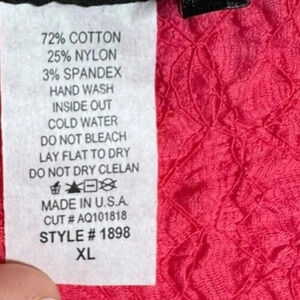 72% COTTON
25% NYLON
3% SPANDEX
HAND WASH
INSIDE OUT
COLD WATER
DO NOT BLEACH
LAY FLAT TO DRY
DO NOT DRY CLELAN
MADE IN U.S.A.
CUT # AQ101818
STYLE # 1898
XL